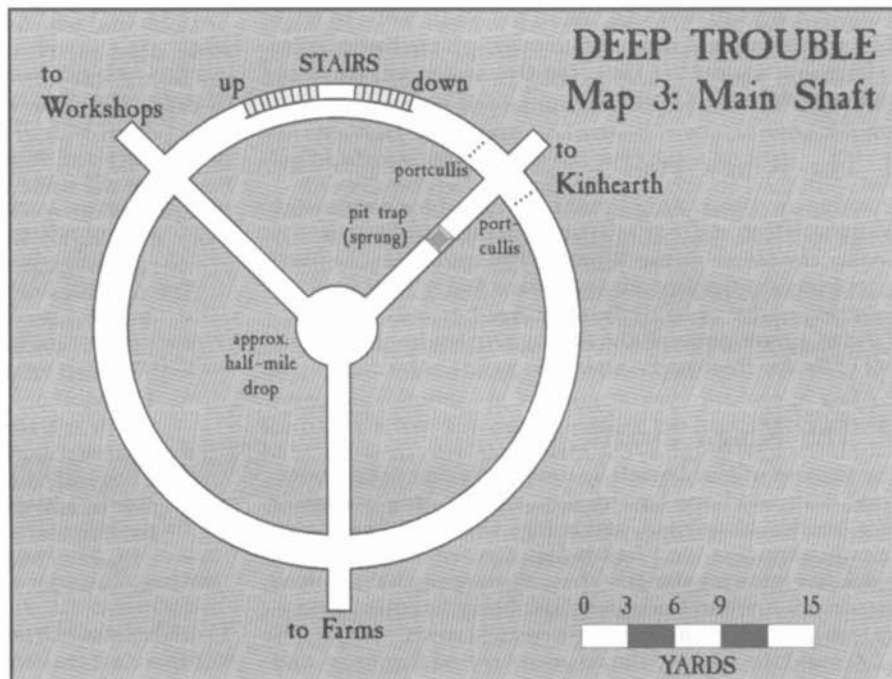 DEEP TROUBLE
Map 3: Main Shaft
to
Workshops
up
STAIRS
down
to
Kinhearth
portcullis
pit trap
(sprung)
port-
cullis
approx.
half-mile
drop
to Farms
0 3 6 9 15
YARDS